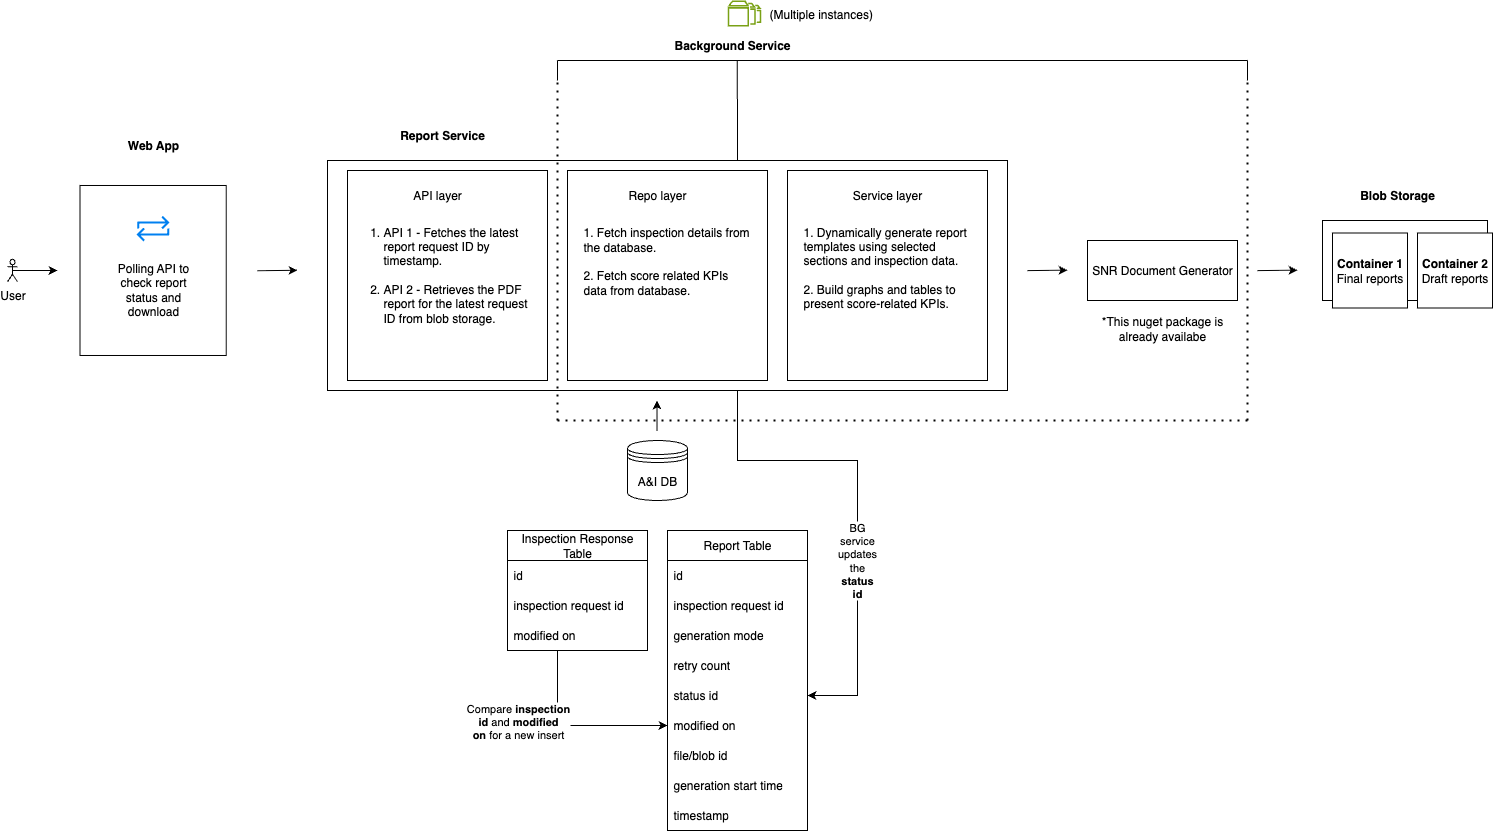 (Multiple instances)
Background Service
Report Service
Web App
Polling API to
check report
status and
download
User
API layer
1. API 1 - Fetches the latest
report request ID by
timestamp.
2. API 2 - Retrieves the PDF
report for the latest request
ID from blob storage.
Repo layer
1. Fetch inspection details from
the database.
2. Fetch score related KPIs
data from database.
Service layer
1. Dynamically generate report
templates using selected
sections and inspection data.
2. Build graphs and tables to
present score-related KPIs.
SNR Document Generator
*This nuget package is
already availabe
Blob Storage
Container 1
Final reports
Container 2
Draft reports
A&I DB
BG
service
updates
the
status
id
Inspection Response
Table
id
inspection request id
modified on
Compare inspection
id and modified
on for a new insert
Report Table
id
inspection request id
generation mode
retry count
status id
modified on
file/blob id
generation start time
timestamp